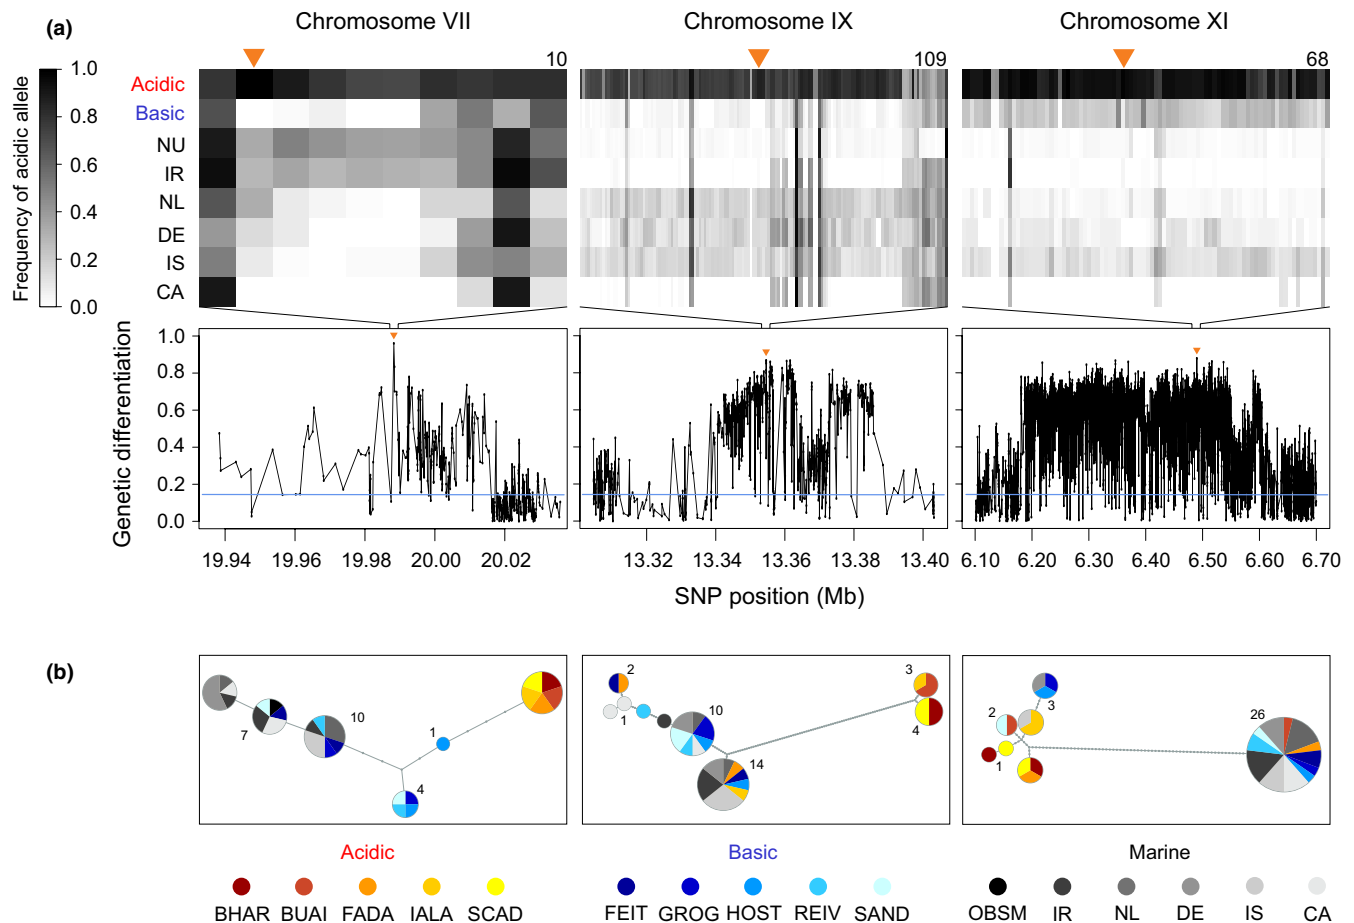 (a)
Chromosome VII
Chromosome IX
Chromosome XI
10
109
68
Frequency of acidic allele
1.0
0.8
0.6
0.4
0.2
0.0
Acidic
Basic
NU
IR
NL
DE
IS
CA
Genetic differentiation
1.0
0.8
0.6
0.4
0.2
0.0
19.94
19.96
19.98
20.00
20.02
13.32
13.34
13.36
13.38
13.40
6.10
6.20
6.30
6.40
6.50
6.60
6.70
SNP position (Mb)
(b)
7
10
1
4
2
1
10
14
3
4
2
3
1
26
Acidic
Basic
Marine
BHAR BUAI FADA IALA SCAD
FEIT GROG HOST REIV SAND
OBSM IR NL DE IS CA